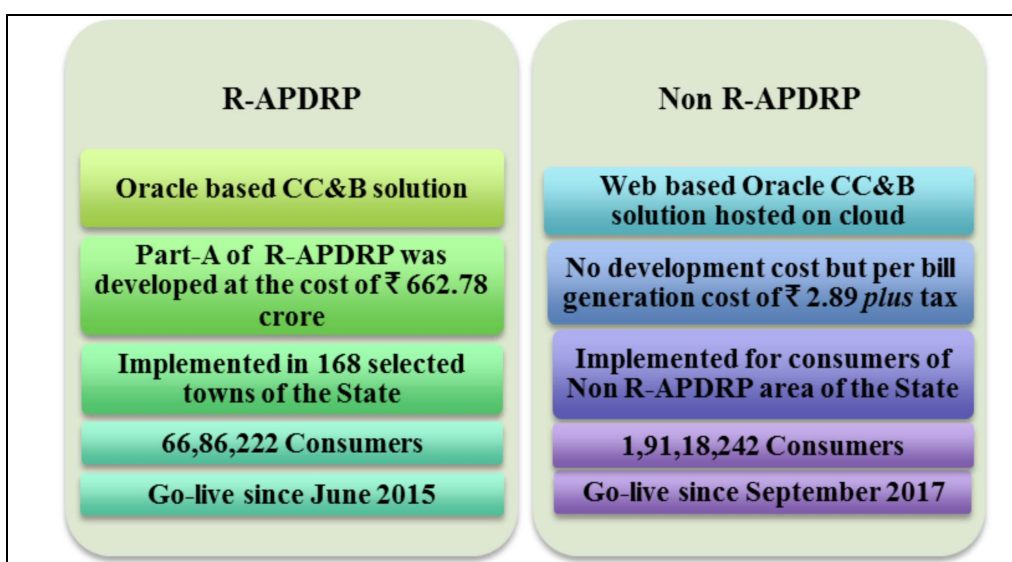 R-APDRP
Oracle based CC&B solution
Part-A of R-APDRP was
developed at the cost of ₹ 662.78
crore
Implemented in 168 selected
towns of the State
66,86,222 Consumers
Go-live since June 2015
Non R-APDRP
Web based Oracle CC&B
solution hosted on cloud
No development cost but per bill
generation cost of ₹ 2.89 plus tax
Implemented for consumers of
Non R-APDRP area of the State
1,91,18,242 Consumers
Go-live since September 2017